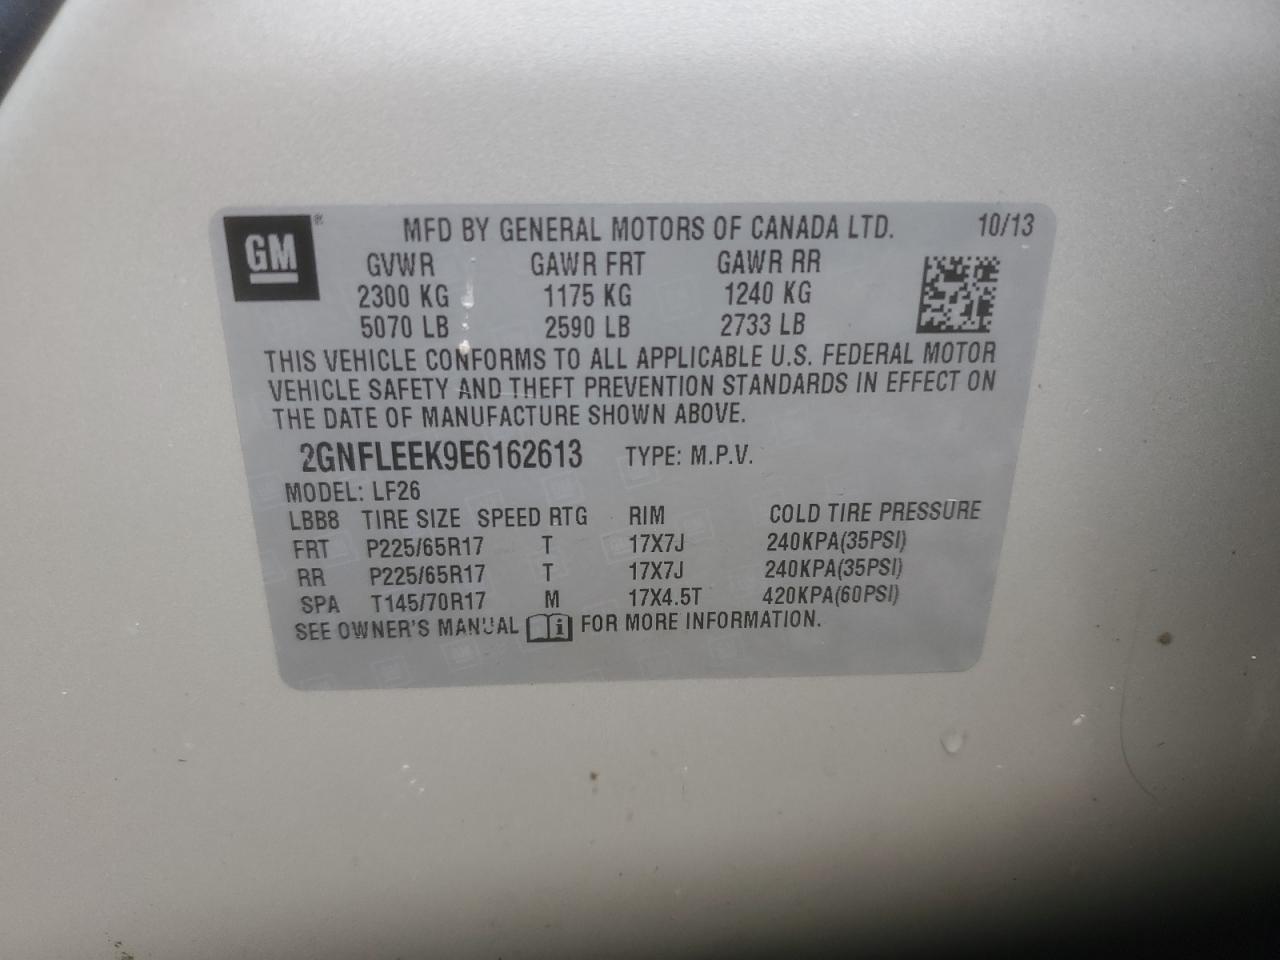 GM ® MFD BY GENERAL MOTORS OF CANADA LTD. 10/13
GVWR GAWR FRT GAWR RR
2300 KG 1175 KG 1240 KG
5070 LB 2590 LB 2733 LB
THIS VEHICLE CONFORMS TO ALL APPLICABLE U.S. FEDERAL MOTOR
VEHICLE SAFETY AND THEFT PREVENTION STANDARDS IN EFFECT ON
THE DATE OF MANUFACTURE SHOWN ABOVE.
2GNFLEEK9E6162613 TYPE: M.P.V.
MODEL: LF26
LBB8 TIRE SIZE SPEED RTG RIM COLD TIRE PRESSURE
FRT P225/65R17 T 17X7J 240KPA(35PSI)
RR P225/65R17 T 17X7J 240KPA(35PSI)
SPA T145/70R17 M 17X4.5T 420KPA(60PSI)
SEE OWNER'S MANUAL i FOR MORE INFORMATION.